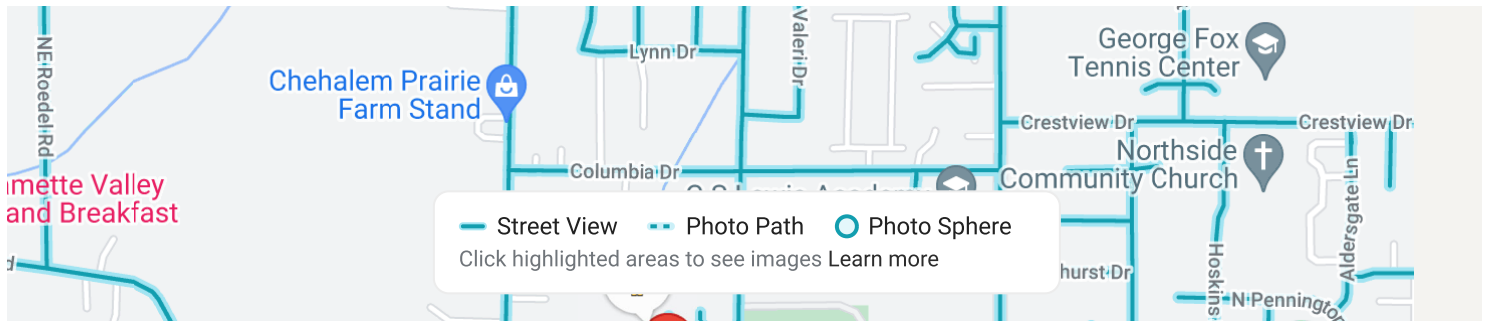 NE Roedel Rd
Lynn Dr
Valeri Dr
George Fox
Tennis Center
Chehalem Prairie
Farm Stand
Crestview Dr
Crestview Dr
Columbia Dr
Northside
Community Church
mette Valley
and Breakfast
Aldersgate Ln
Street View
Photo Path
Photo Sphere
Click highlighted areas to see images Learn more
hurst Dr
Hoskins
N Pennington